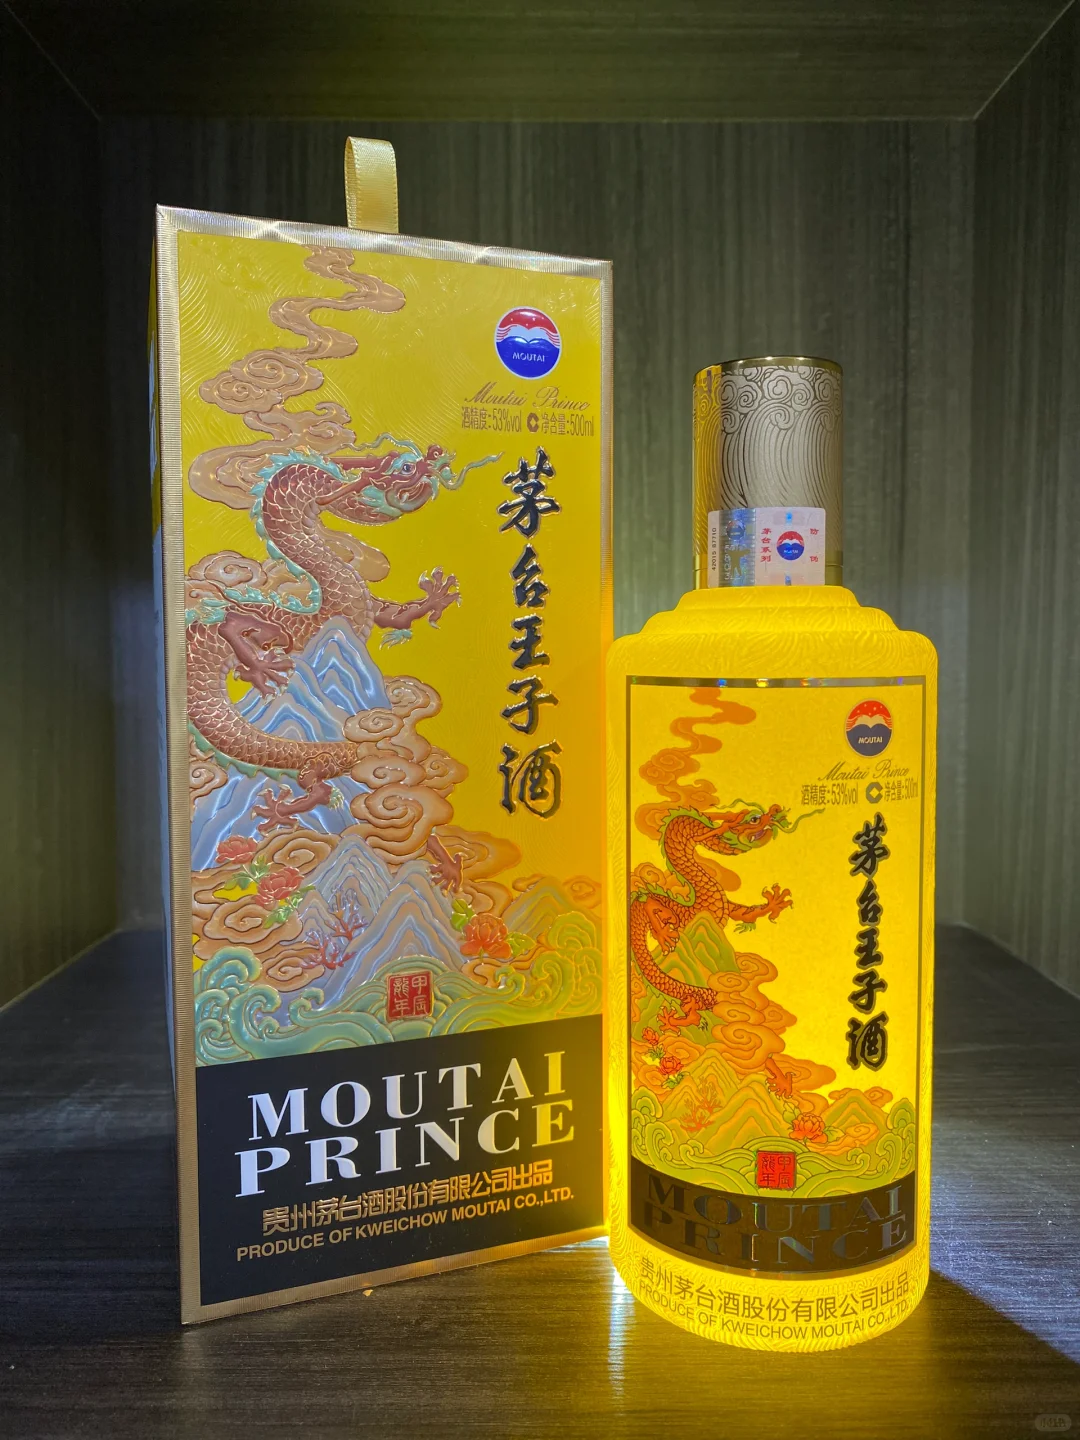 MOUTAI
Moutai Prince
酒精度:53%vol 净含量:500ml
茅台王子酒
甲辰
龍年
MOUTAI
PRINCE
贵州茅台酒股份有限公司出品
PRODUCE OF KWEICHOW MOUTAI CO.,LTD.
茅台系列
MOUTAI
Moutai Prince
酒精度:53%vol 净含量:500ml
茅台王子酒
甲辰
龍年
MOUTAI
PRINCE
贵州茅台酒股份有限公司出品
PRODUCE OF KWEICHOW MOUTAI CO.,LTD.